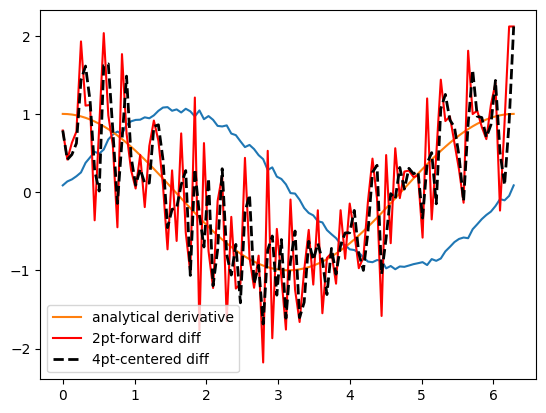 2
1
0
−1
−2
analytical derivative
2pt-forward diff
4pt-centered diff
0 1 2 3 4 5 6